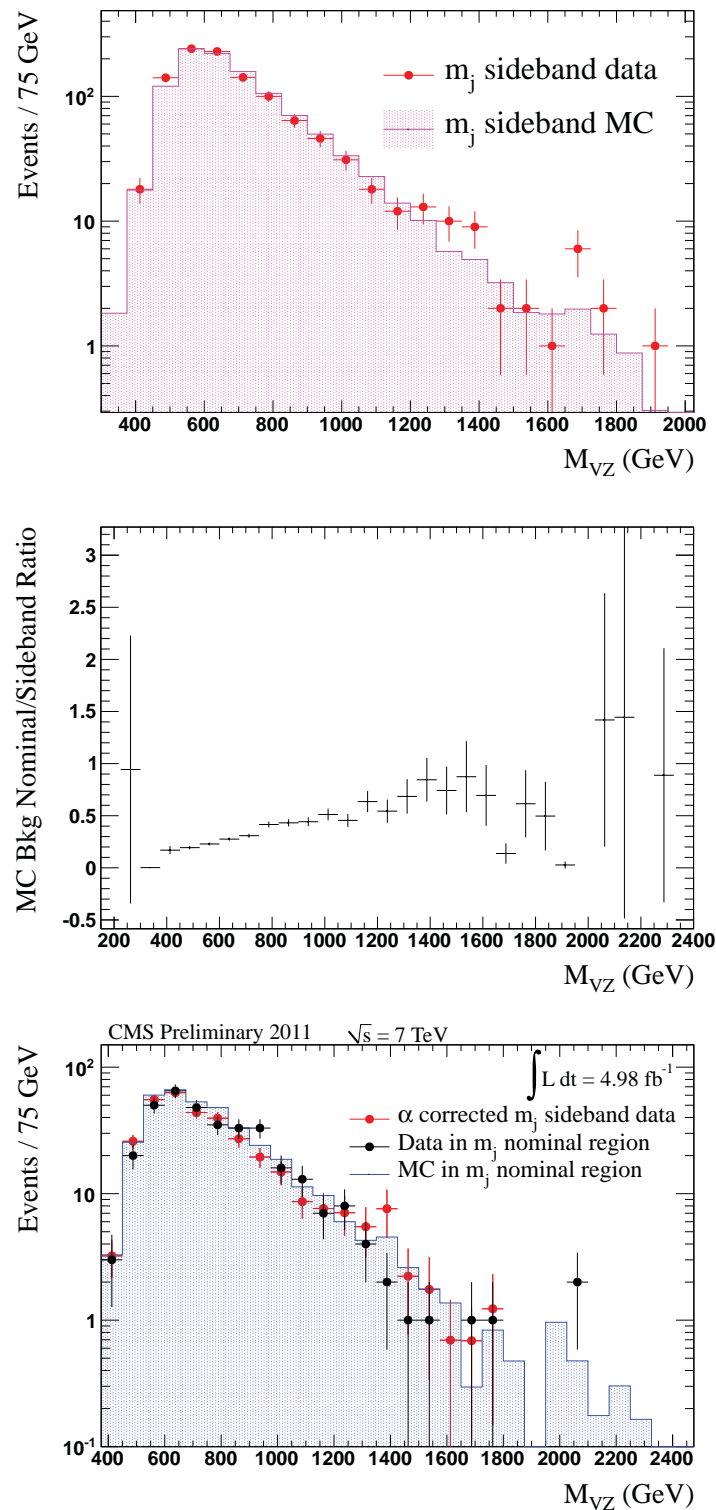 Events / 75 GeV
10²
10
1
m_j sideband data
m_j sideband MC
400 600 800 1000 1200 1400 1600 1800 2000
M_VZ (GeV)
MC Bkg Nominal/Sideband Ratio
3
2.5
2
1.5
1
0.5
0
-0.5
200 400 600 800 1000 1200 1400 1600 1800 2000 2200 2400
M_VZ (GeV)
CMS Preliminary 2011 √s = 7 TeV
∫ L dt = 4.98 fb⁻¹
Events / 75 GeV
10²
10
1
10⁻¹
α corrected m_j sideband data
Data in m_j nominal region
MC in m_j nominal region
400 600 800 1000 1200 1400 1600 1800 2000 2200 2400
M_VZ (GeV)